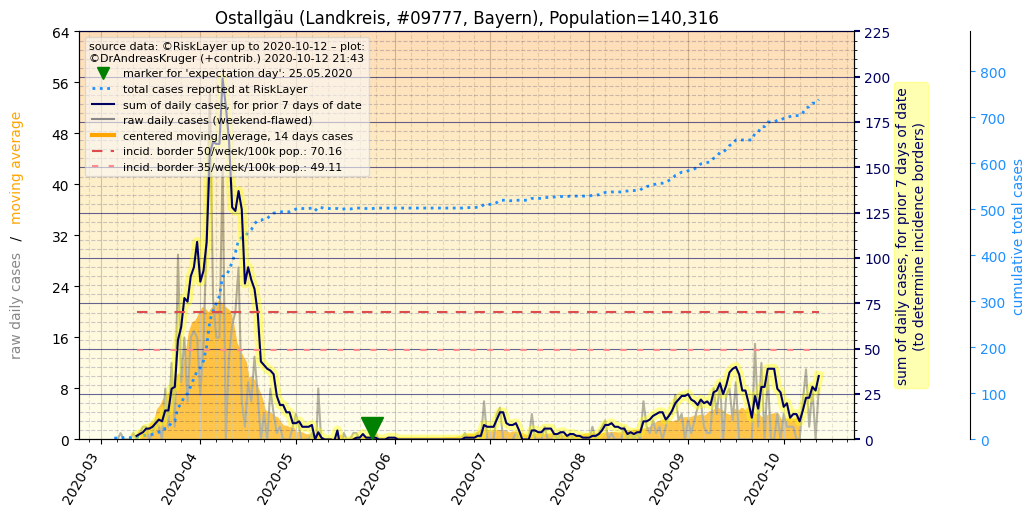 Ostallgäu (Landkreis, #09777, Bayern), Population=140,316
source data: ©RiskLayer up to 2020-10-12 – plot:
©DrAndreasKruger (+contrib.) 2020-10-12 21:43
marker for 'expectation day': 25.05.2020
total cases reported at RiskLayer
sum of daily cases, for prior 7 days of date
raw daily cases (weekend-flawed)
centered moving average, 14 days cases
incid. border 50/week/100k pop.: 70.16
incid. border 35/week/100k pop.: 49.11
raw daily cases / moving average
64
56
48
40
32
24
16
8
0
225
200
175
150
125
100
75
50
25
0
sum of daily cases, for prior 7 days of date
(to determine incidence borders)
800
700
600
500
400
300
200
100
0
cumulative total cases
2020-03
2020-04
2020-05
2020-06
2020-07
2020-08
2020-09
2020-10